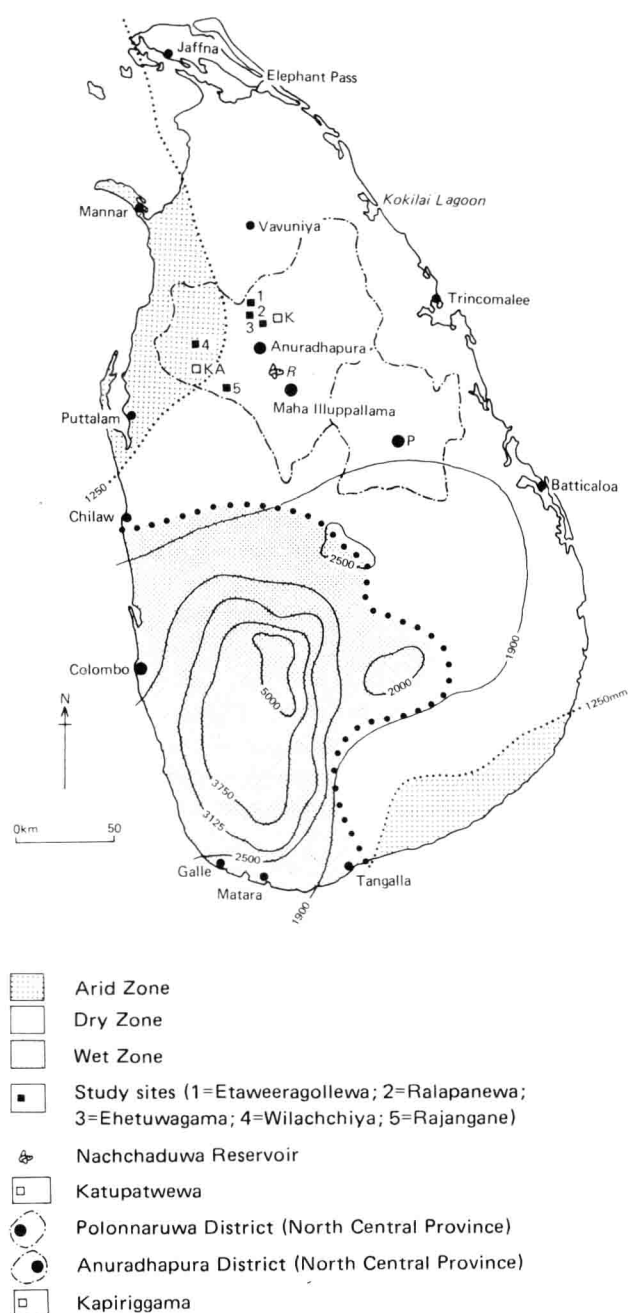 Jaffna
Elephant Pass
Kokilai Lagoon
Mannar
Vavuniya
Trincomalee
1
2
K
3
4
Anuradhapura
KA
R
5
Maha Illuppallama
Puttalam
P
1250
Batticaloa
Chilaw
2500
1900
Colombo
5000
2000
N
1250mm
3750
0km 50
3125
2500
Galle
Tangalla
Matara
1900
Arid Zone
Dry Zone
Wet Zone
Study sites (1=Etaweeragollewa; 2=Ralapanewa;
3=Ehetuwagama; 4=Wilachchiya; 5=Rajangane)
Nachchaduwa Reservoir
Katupatwewa
Polonnaruwa District (North Central Province)
Anuradhapura District (North Central Province)
Kapiriggama